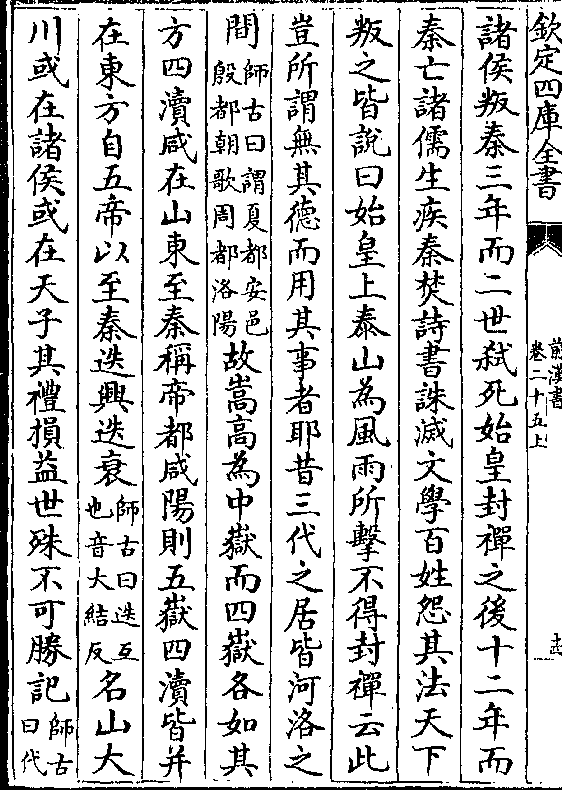 欽定四庫全書
前漢書
卷二十五上
諸侯叛秦三年而二世弑死始皇封禪之後十二年而
秦亡諸儒生疾秦焚詩書誅滅文學百姓怨其法天下
叛之皆說曰始皇上泰山為風雨所擊不得封禪云此
豈所謂無其德而用其事者耶昔三代之居皆河洛之
間師古曰謂夏都安邑殷都朝歌周都洛陽故嵩高為中嶽而四嶽各如其
方四瀆咸在山東至秦稱帝都咸陽則五嶽四瀆皆并
在東方自五帝以至秦迭興迭衰師古曰迭互也音大結反名山大
川或在諸侯或在天子其禮損益世殊不可勝記師古曰代